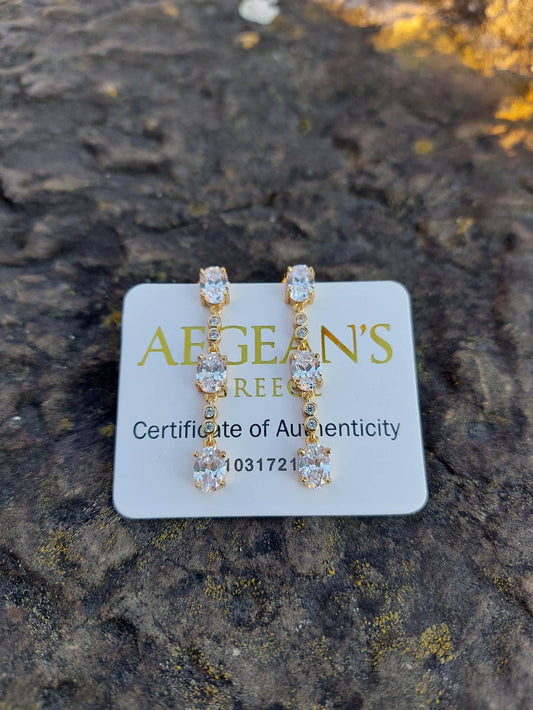 AEGEAN'S
GREECE
Certificate of Authenticity
1031721